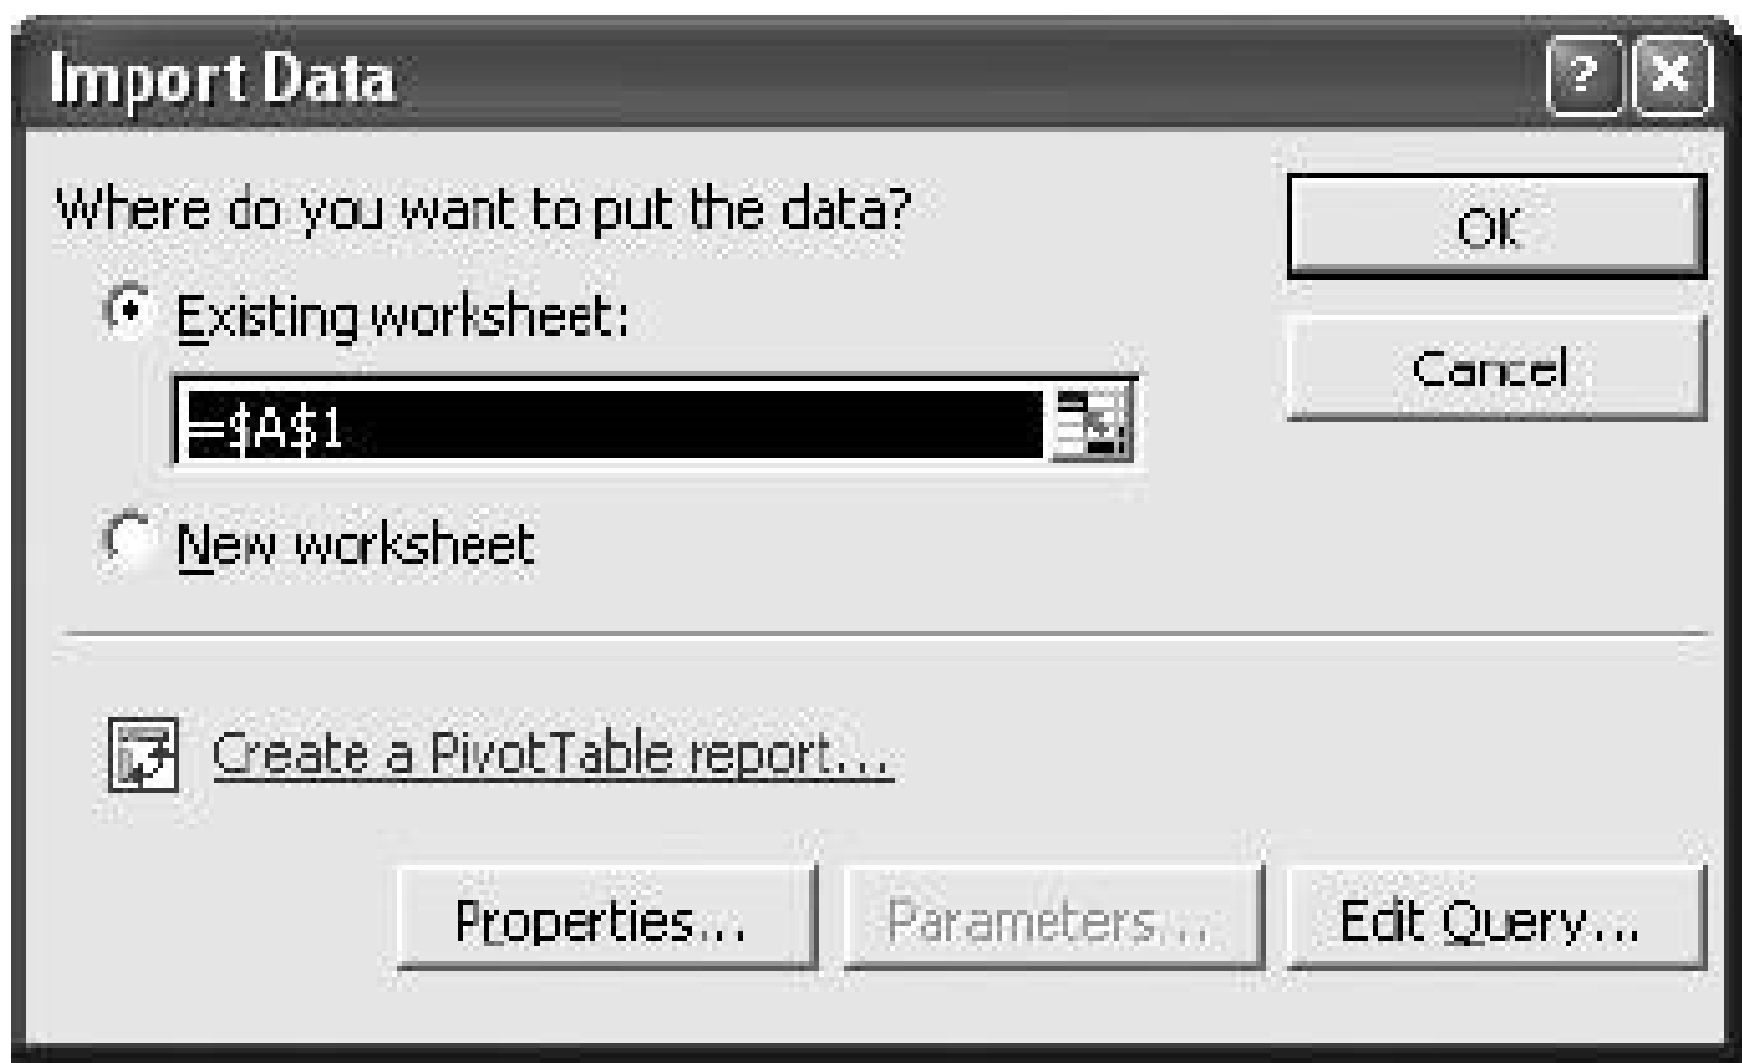 Import Data
Where do you want to put the data?
Existing worksheet:
=$A$1
New worksheet
Create a PivotTable report...
OK
Cancel
Properties...
Parameters...
Edit Query...